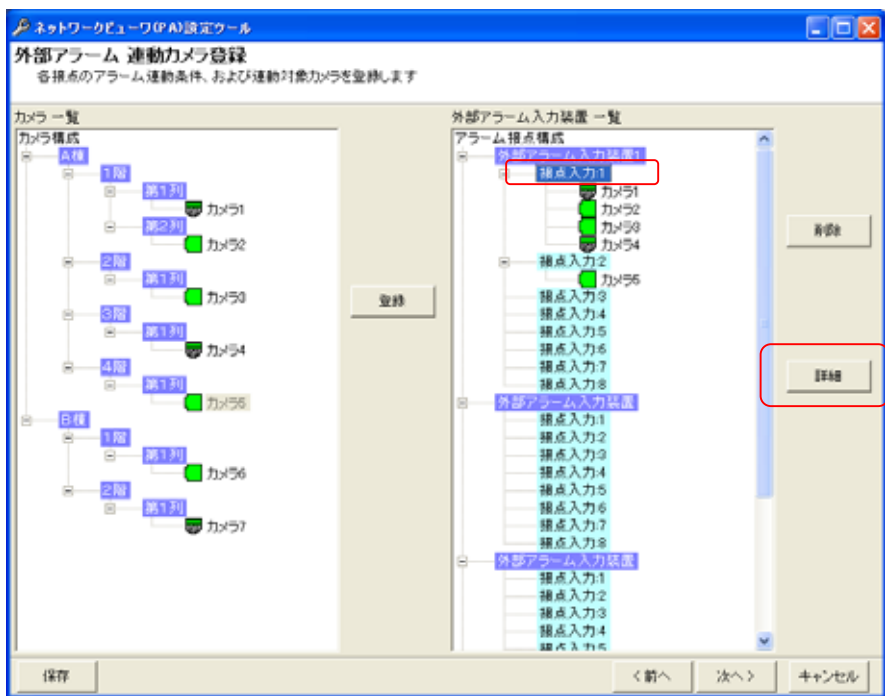 ネットワークビューワ(PA)設定ツール
外部アラーム 連動カメラ登録
各接点のアラーム連動条件、および連動対象カメラを登録します
カメラ 一覧
カメラ構成
A棟
1階
第1列
カメラ1
第2列
カメラ2
2階
第1列
カメラ3
3階
第1列
カメラ4
4階
第1列
カメラ5
B棟
1階
第1列
カメラ6
2階
第1列
カメラ7
登録
外部アラーム入力装置 一覧
アラーム接点構成
外部アラーム入力装置1
接点入力:1
カメラ1
カメラ2
カメラ3
カメラ4
接点入力:2
カメラ5
接点入力:3
接点入力:4
接点入力:5
接点入力:6
接点入力:7
接点入力:8
外部アラーム入力装置
接点入力:1
接点入力:2
接点入力:3
接点入力:4
接点入力:5
接点入力:6
接点入力:7
接点入力:8
外部アラーム入力装置
接点入力:1
接点入力:2
接点入力:3
接点入力:4
接点入力:5
削除
詳細
保存
< 前へ
次へ >
キャンセル